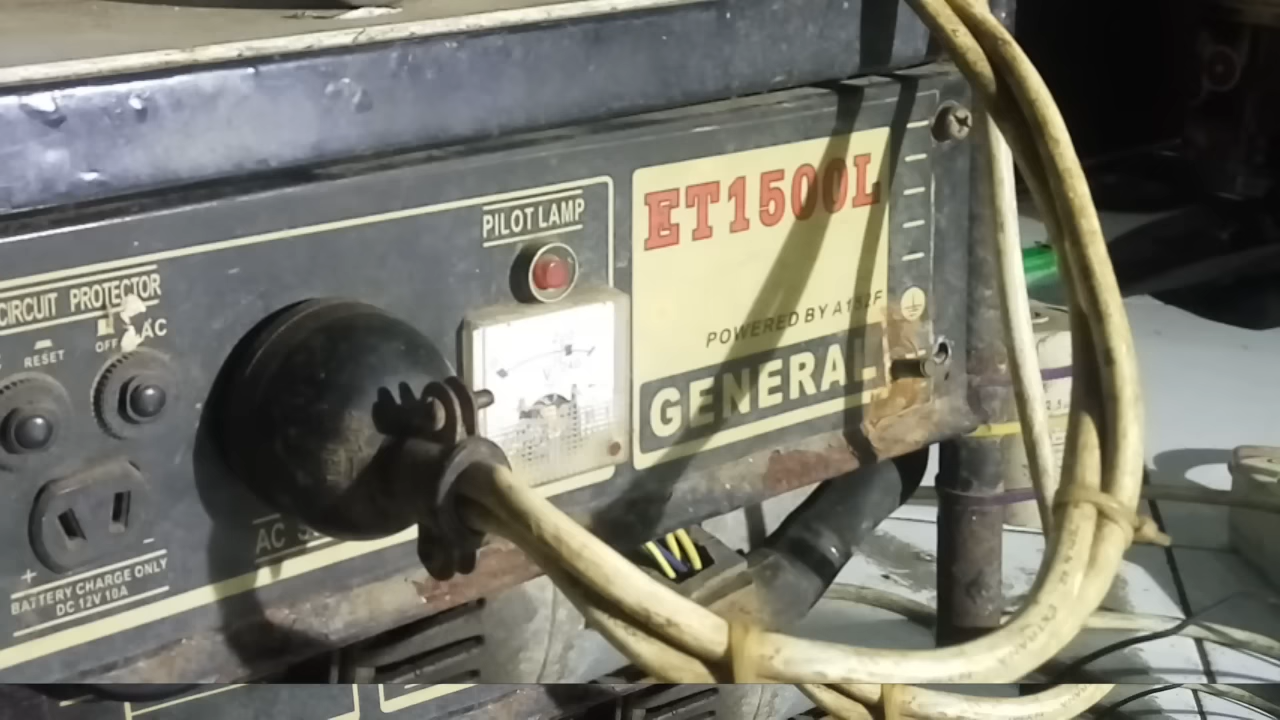 CIRCUIT PROTECTOR
AC
OFF
RESET
BATTERY CHARGE ONLY
DC 12V 10A
AC
PILOT LAMP
ET1500L
POWERED BY
GENERAL